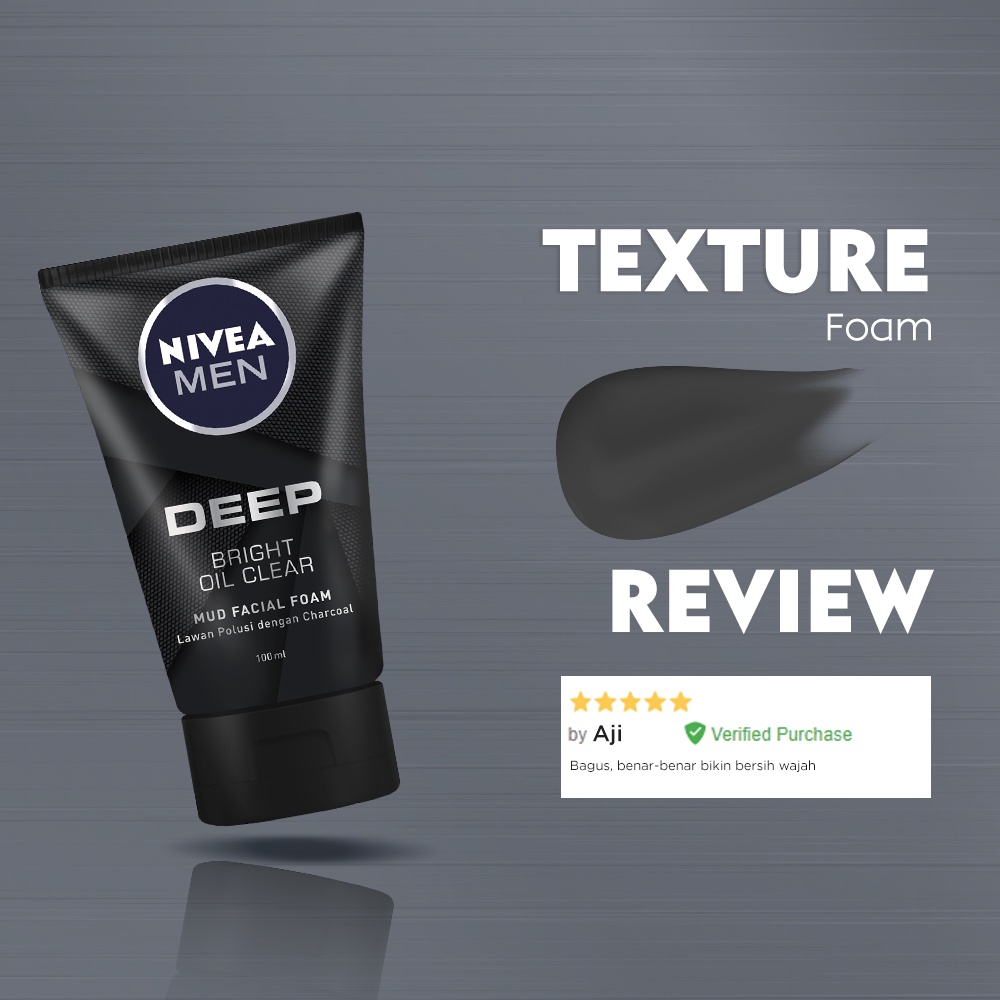 NIVEA
MEN
DEEP
BRIGHT
OIL CLEAR
MUD FACIAL FOAM
Lawan Polusi dengan Charcoal
100 ml
TEXTURE
Foam
REVIEW
by Aji Verified Purchase
Bagus, benar-benar bikin bersih wajah